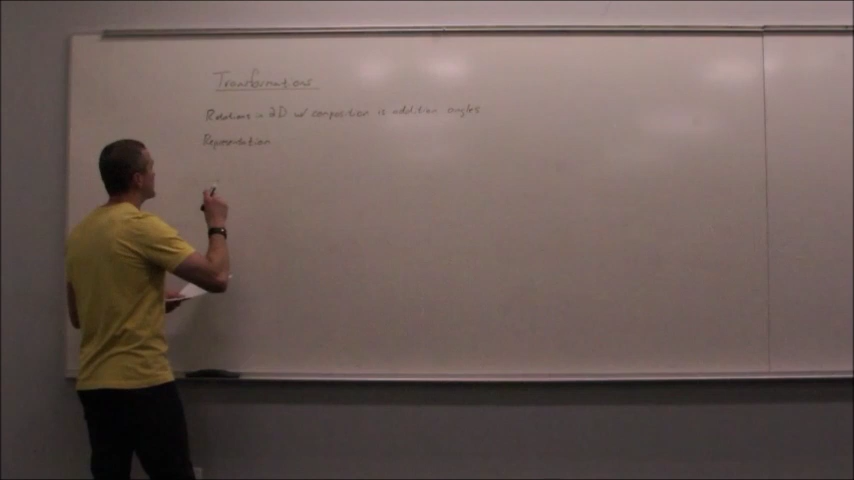 Transformations
Rotations in 2D w/ composition is addition angles
Representation